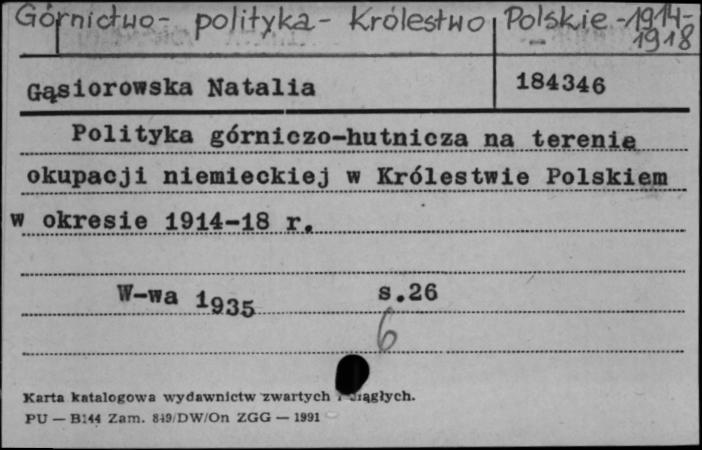 Górnictwo - polityka - Królestwo Polskie - 1914-
1918
Gąsiorowska Natalia 184346
Polityka górniczo-hutnicza na terenie
okupacji niemieckiej w Królestwie Polskiem
w okresie 1914-18 r.
W-wa 1935 s.26
6
Karta katalogowa wydawnictw zwartych i ciągłych.
PU — B144 Zam. 849/DW/On ZGG — 1991